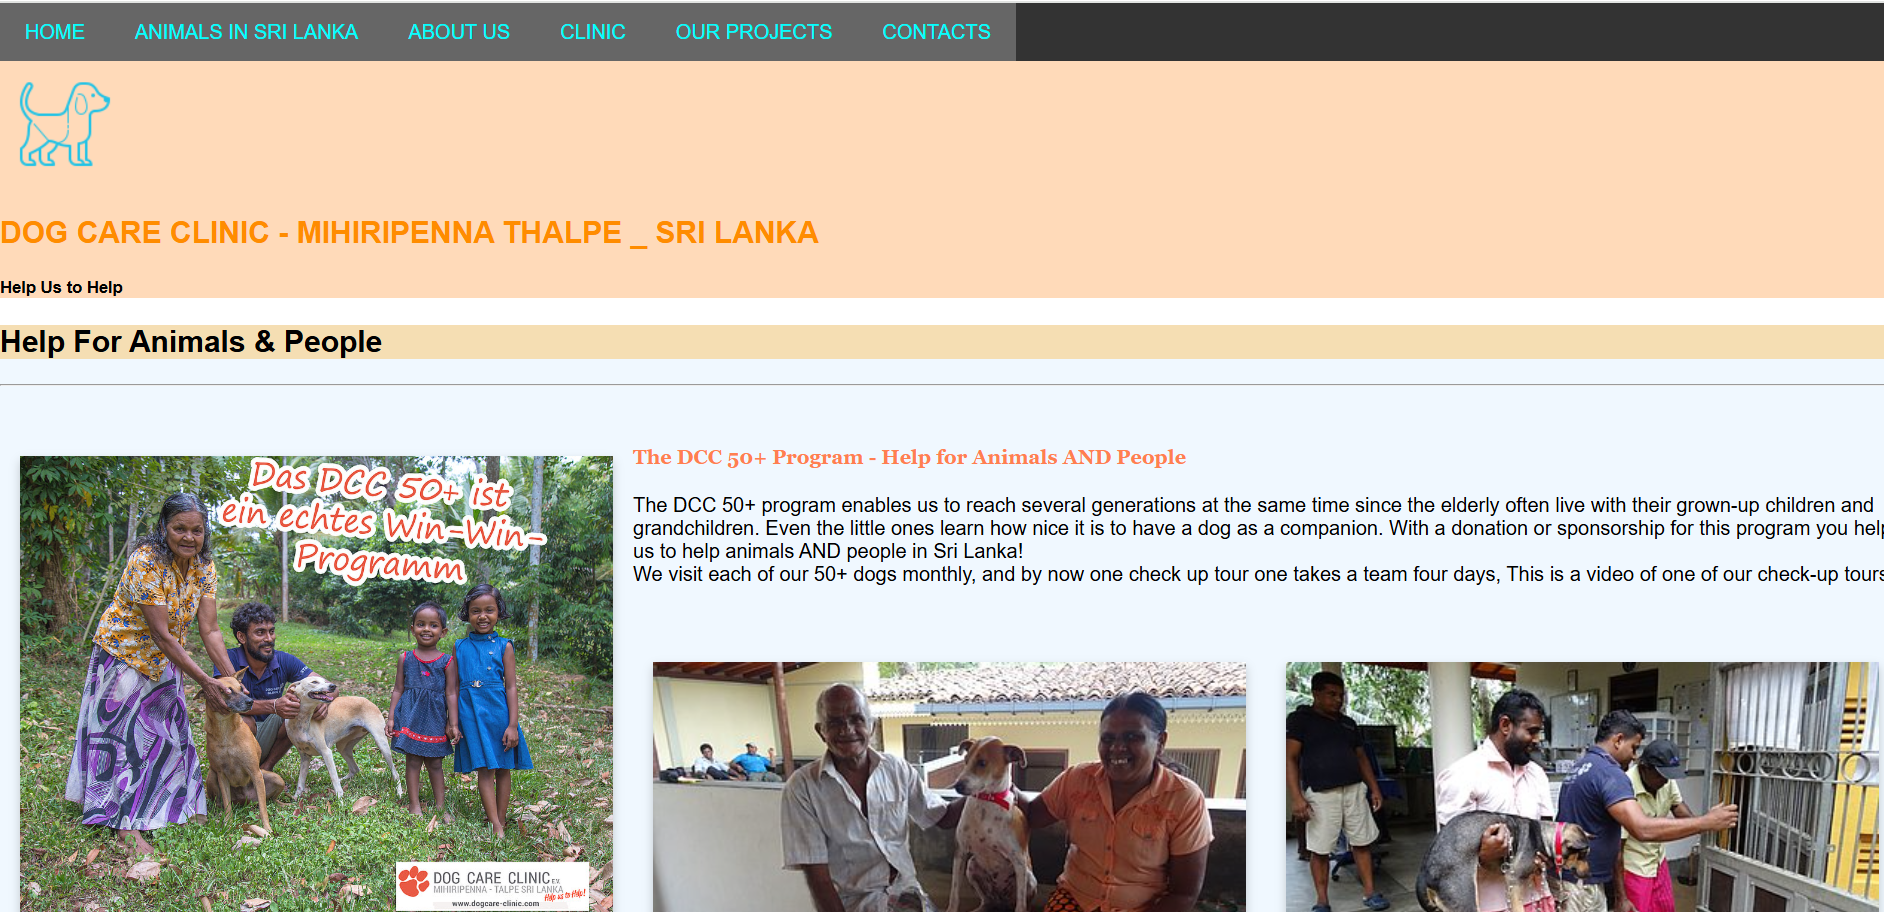 HOME ANIMALS IN SRI LANKA ABOUT US CLINIC OUR PROJECTS CONTACTS
DOG CARE CLINIC - MIHIRIPENNA THALPE _ SRI LANKA
Help Us to Help
Help For Animals & People
Das DCC 50+ ist
ein echtes Win-Win-
Programm
DOG CARE CLINIC E.V.
MIHIRIPENNA - TALPE SRI LANKA
Help us to Help!
www.dogcare-clinic.com
The DCC 50+ Program - Help for Animals AND People
The DCC 50+ program enables us to reach several generations at the same time since the elderly often live with their grown-up children and
grandchildren. Even the little ones learn how nice it is to have a dog as a companion. With a donation or sponsorship for this program you help
us to help animals AND people in Sri Lanka!
We visit each of our 50+ dogs monthly, and by now one check up tour one takes a team four days, This is a video of one of our check-up tours